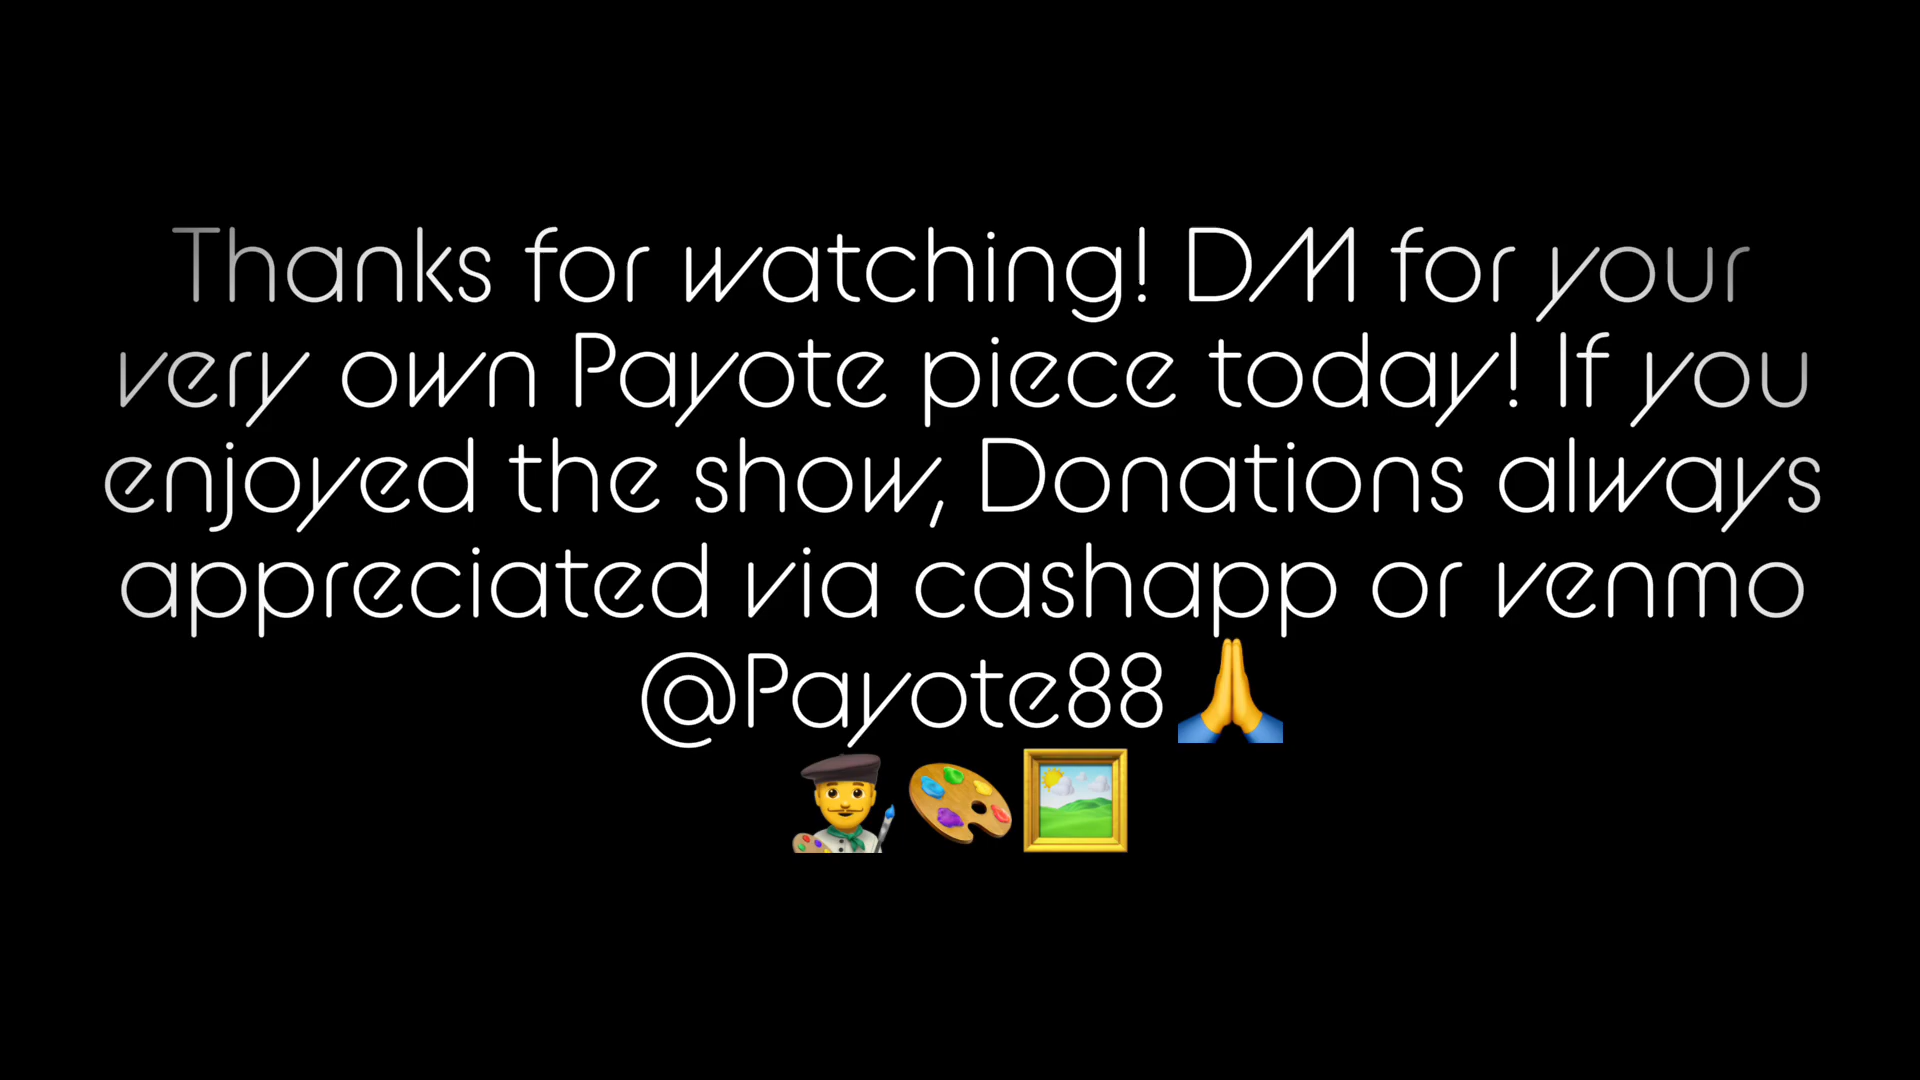 Thanks for watching! DM for your
very own Payote piece today! If you
enjoyed the show, Donations always
appreciated via cashapp or venmo
@Payote88🙏
👨‍🎨🎨🖼️